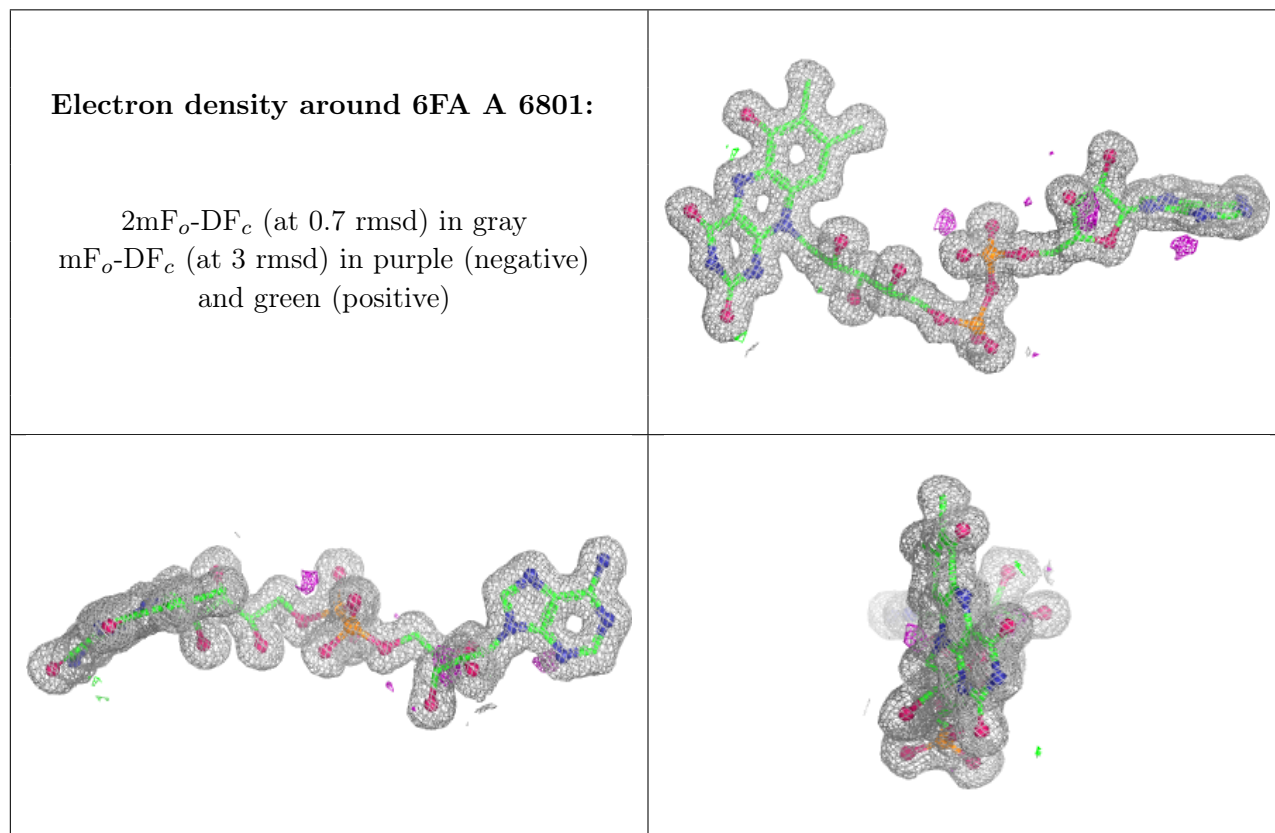 Electron density around 6FA A 6801:
2mFo-DFc (at 0.7 rmsd) in gray
mFo-DFc (at 3 rmsd) in purple (negative)
and green (positive)